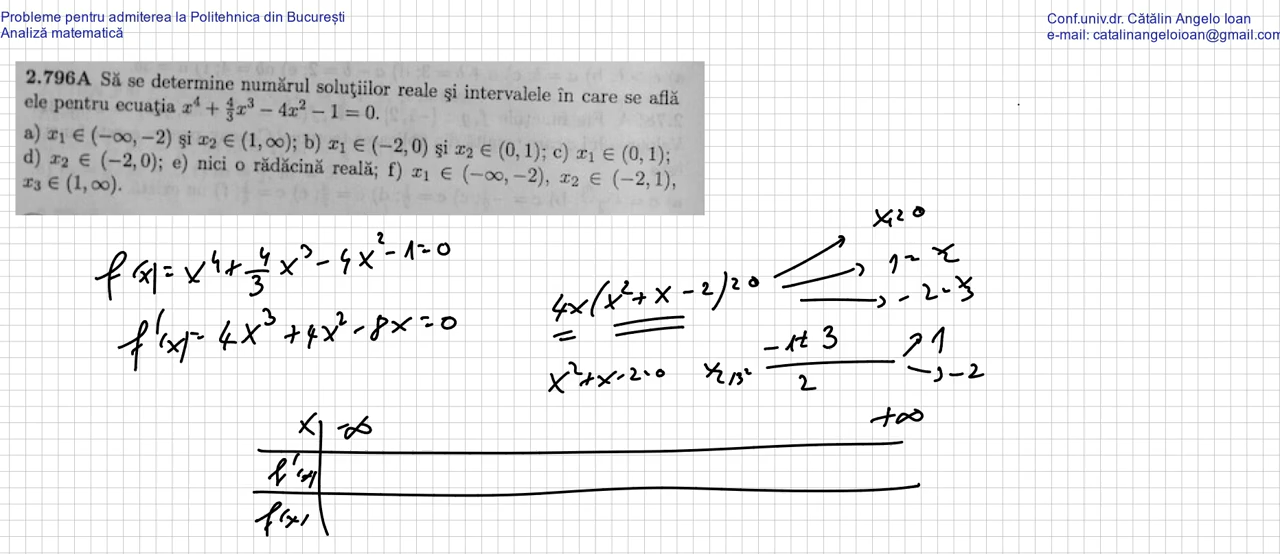 Probleme pentru admiterea la Politehnica din București
Analiză matematică
Conf.univ.dr. Cătălin Angelo Ioan
e-mail: catalinangeloioan@gmail.com
2.796A Să se determine numărul soluţiilor reale şi intervalele în care se află
ele pentru ecuaţia x⁴ + 4/3x³ − 4x² − 1 = 0.
a) x₁ ∈ (−∞, −2) şi x₂ ∈ (1, ∞); b) x₁ ∈ (−2, 0) şi x₂ ∈ (0, 1); c) x₁ ∈ (0, 1);
d) x₂ ∈ (−2, 0); e) nici o rădăcină reală; f) x₁ ∈ (−∞, −2), x₂ ∈ (−2, 1),
x₃ ∈ (1, ∞).
f(x) = x⁴ + 4/3 x³ − 4x² − 1 = 0
f'(x) = 4x³ + 4x² − 8x = 0
4x(x² + x − 2) = 0
x₁ = 0
1 = x₂
−2 = x₃
x² + x − 2 = 0
x₂,₃ = (−1 ± 3)/2
1
−2
x −∞ +∞
f'(x)
f(x)